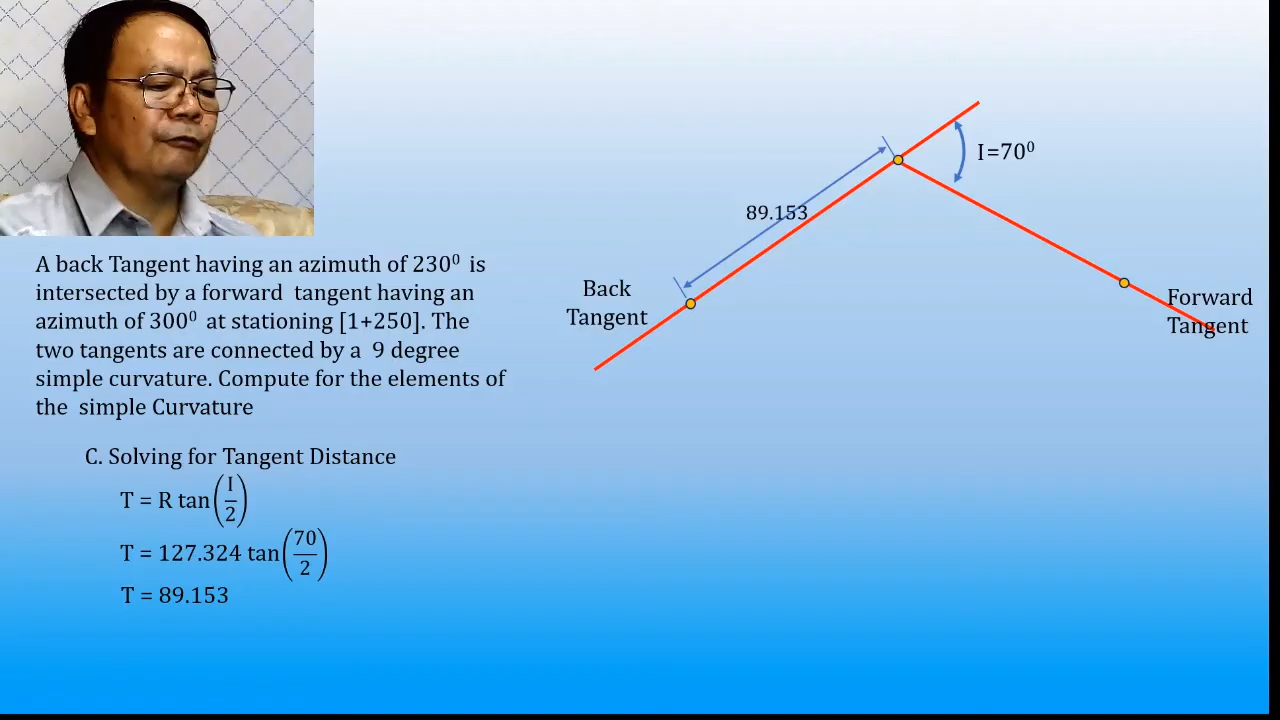 A back Tangent having an azimuth of 230⁰ is
intersected by a forward tangent having an
azimuth of 300⁰ at stationing [1+250]. The
two tangents are connected by a 9 degree
simple curvature. Compute for the elements of
the simple Curvature
C. Solving for Tangent Distance
T = R tan(I/2)
T = 127.324 tan(70/2)
T = 89.153
I=70⁰
89.153
Back
Tangent
Forward
Tangent